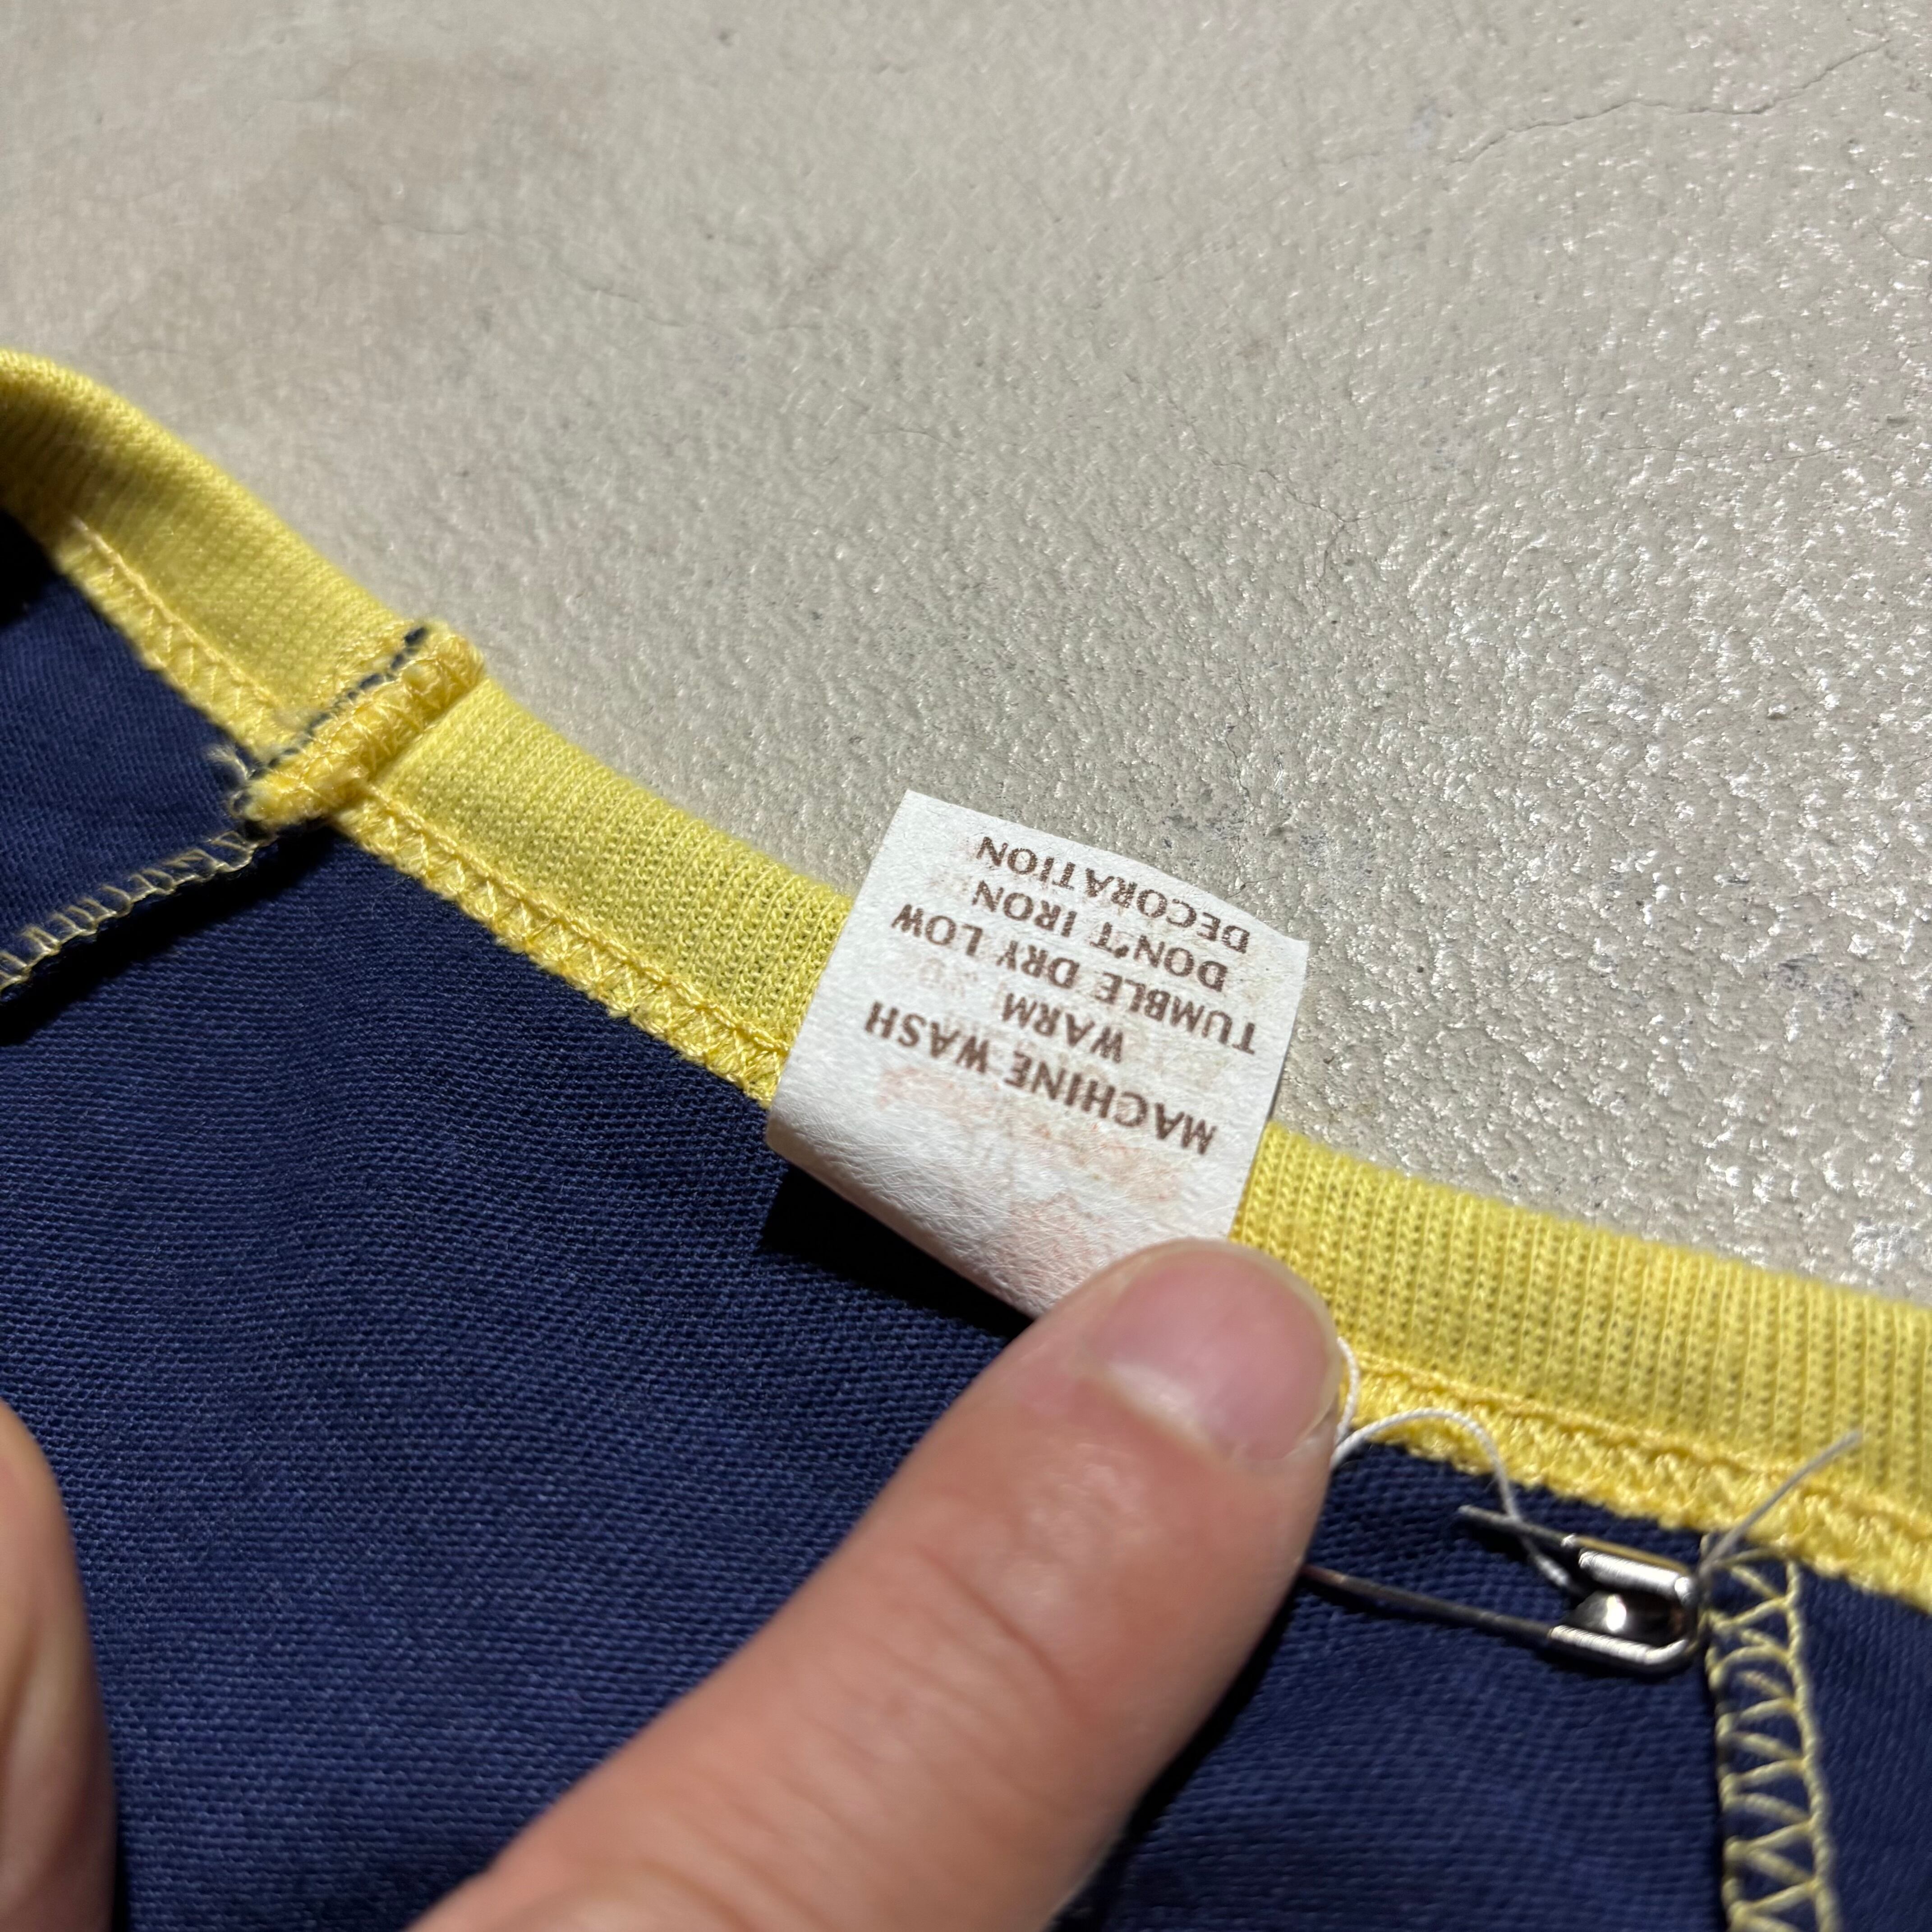 MACHINE WASH
WARM
TUMBLE DRY LOW
DON'T IRON
DECORATION